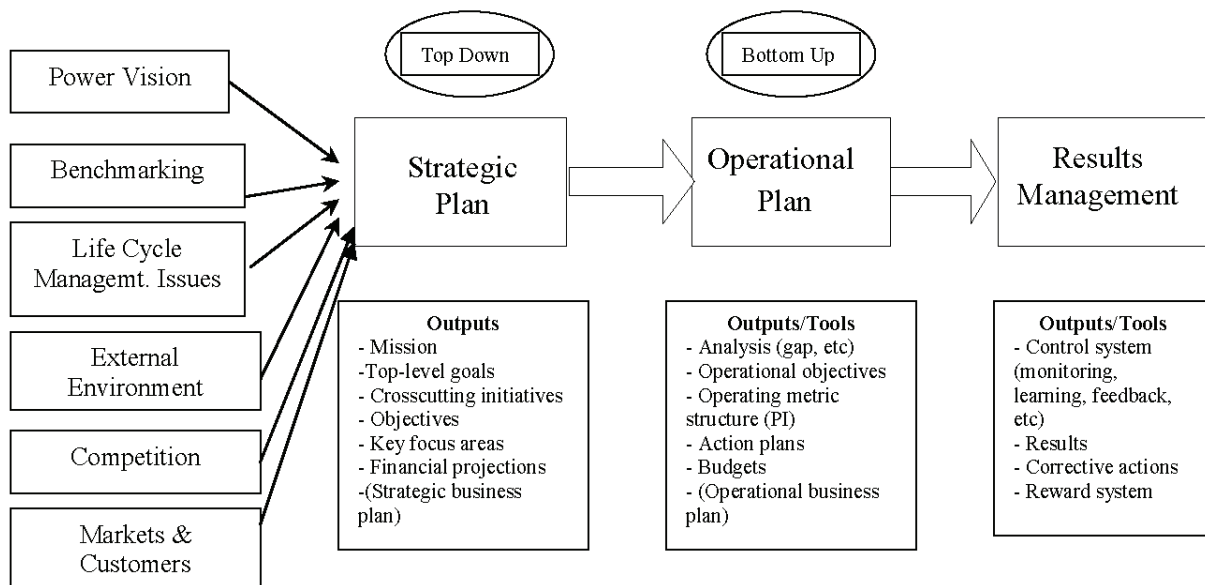 Top Down
Bottom Up
Power Vision
Benchmarking
Life Cycle
Managemt. Issues
External
Environment
Competition
Markets &
Customers
Strategic
Plan
Operational
Plan
Results
Management
Outputs
- Mission
-Top-level goals
- Crosscutting initiatives
- Objectives
- Key focus areas
- Financial projections
-(Strategic business
plan)
Outputs/Tools
- Analysis (gap, etc)
- Operational objectives
- Operating metric
structure (PI)
- Action plans
- Budgets
- (Operational business
plan)
Outputs/Tools
- Control system
(monitoring,
learning, feedback,
etc)
- Results
- Corrective actions
- Reward system